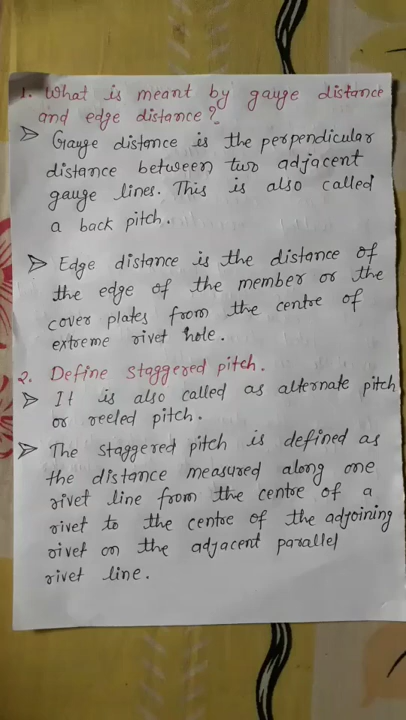 1. What is meant by gauge distance
and edge distance?
➢ Gauge distance is the perpendicular
distance between two adjacent
gauge lines. This is also called
a back pitch.
➢ Edge distance is the distance of
the edge of the member or the
cover plates from the centre of
extreme rivet hole.
2. Define staggered pitch.
➢ It is also called as alternate pitch
or reeled pitch.
➢ The staggered pitch is defined as
the distance measured along one
rivet line from the centre of a
rivet to the centre of the adjoining
rivet on the adjacent parallel
rivet line.